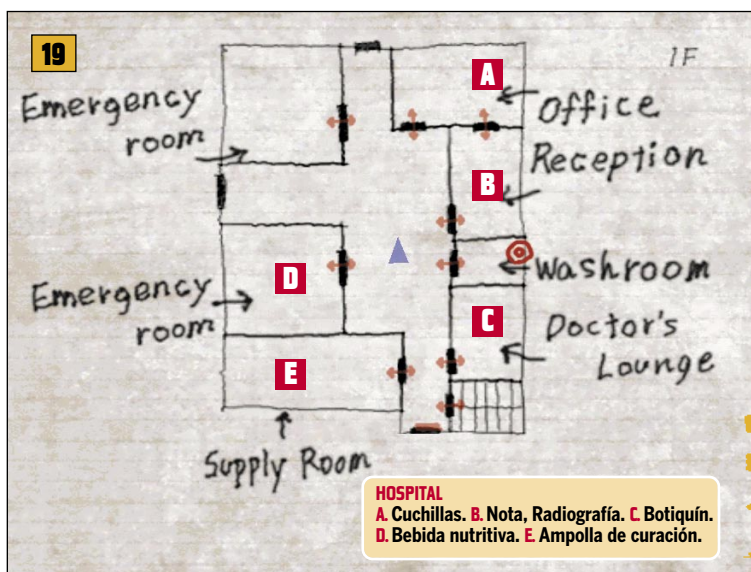 19
1F
A
Office
Emergency
room
Reception
B
Washroom
D
Emergency
room
C
Doctor's
Lounge
E
Supply Room
HOSPITAL
A. Cuchillas. B. Nota, Radiografía. C. Botiquín.
D. Bebida nutritiva. E. Ampolla de curación.